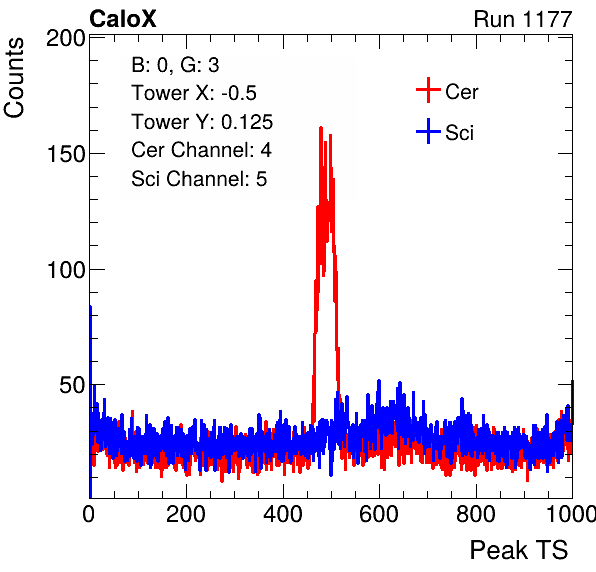 CaloX Run 1177
Counts
200
150
100
50
B: 0, G: 3
Tower X: -0.5
Tower Y: 0.125
Cer Channel: 4
Sci Channel: 5
Cer
Sci
0 200 400 600 800 1000
Peak TS